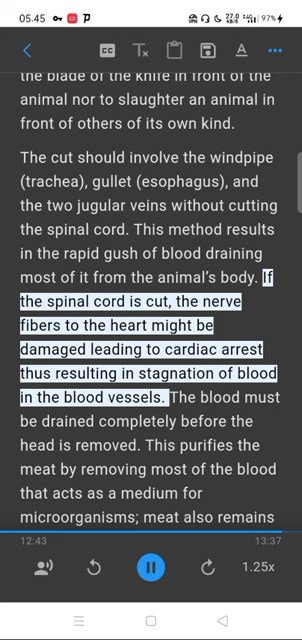 05.45
27.0
KB/S
4G
97%
CC
the blade of the knife in front of the
animal nor to slaughter an animal in
front of others of its own kind.
The cut should involve the windpipe
(trachea), gullet (esophagus), and
the two jugular veins without cutting
the spinal cord. This method results
in the rapid gush of blood draining
most of it from the animal's body. If
the spinal cord is cut, the nerve
fibers to the heart might be
damaged leading to cardiac arrest
thus resulting in stagnation of blood
in the blood vessels. The blood must
be drained completely before the
head is removed. This purifies the
meat by removing most of the blood
that acts as a medium for
microorganisms; meat also remains
12:43
13:37
1.25x